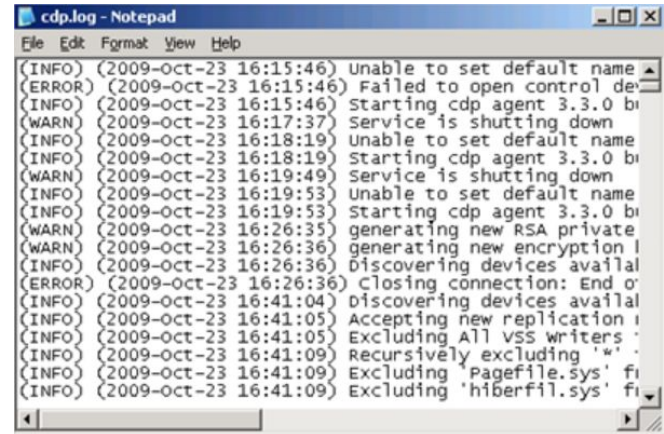 cdp.log - Notepad
File Edit Format View Help
(INFO) (2009-Oct-23 16:15:46) Unable to set default name
(ERROR) (2009-Oct-23 16:15:46) Failed to open control
(INFO) (2009-Oct-23 16:15:46) Starting cdp agent 3.3.0
(WARN) (2009-Oct-23 16:17:37) Service is shutting down
(INFO) (2009-Oct-23 16:18:19) Unable to set default name
(INFO) (2009-Oct-23 16:18:19) Starting cdp agent 3.3.0
(WARN) (2009-Oct-23 16:19:49) Service is shutting down
(INFO) (2009-Oct-23 16:19:53) Unable to set default name
(INFO) (2009-Oct-23 16:19:53) Starting cdp agent 3.3.0
(WARN) (2009-Oct-23 16:26:35) generating new RSA private
(WARN) (2009-Oct-23 16:26:36) generating new encryption
(INFO) (2009-Oct-23 16:26:36) Discovering devices
(ERROR) (2009-Oct-23 16:26:36) Closing connection: End
(INFO) (2009-Oct-23 16:41:04) Discovering devices
(INFO) (2009-Oct-23 16:41:05) Accepting new replication
(INFO) (2009-Oct-23 16:41:05) Excluding All VSS Writers
(INFO) (2009-Oct-23 16:41:09) Recursively excluding '*'
(INFO) (2009-Oct-23 16:41:09) Excluding 'Pagefile.sys'
(INFO) (2009-Oct-23 16:41:09) Excluding 'hiberfil.sys'